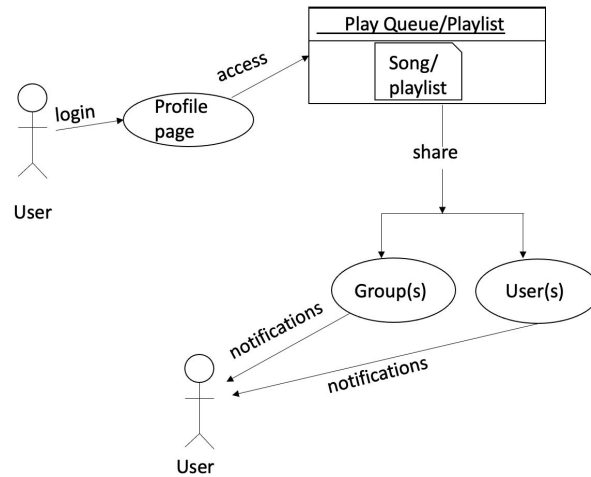 Play Queue/Playlist
Song/
playlist
access
login
Profile
page
User
share
Group(s)
User(s)
notifications
notifications
User